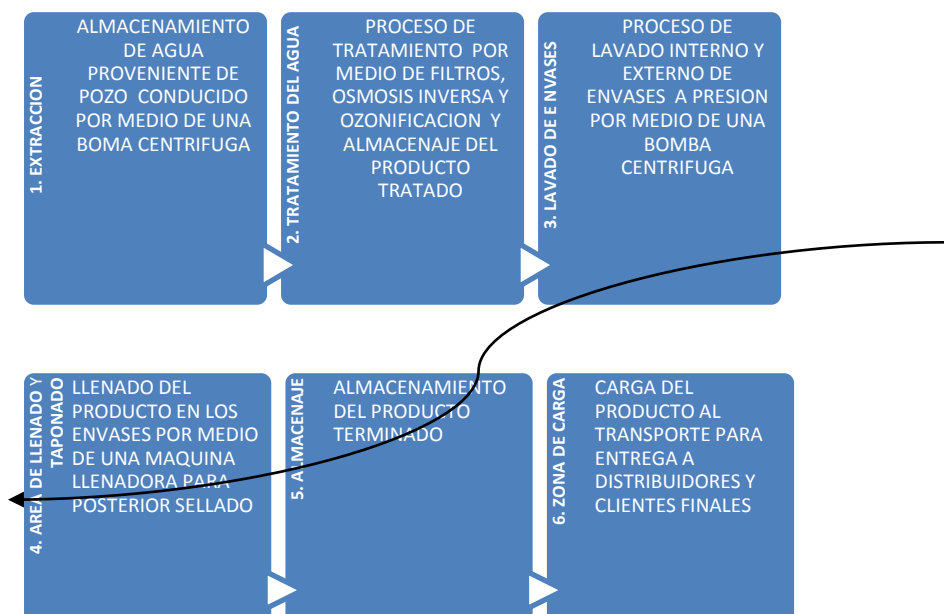 1. EXTRACCION
ALMACENAMIENTO
DE AGUA
PROVENIENTE DE
POZO CONDUCIDO
POR MEDIO DE UNA
BOMA CENTRIFUGA
2. TRATAMIENTO DEL AGUA
PROCESO DE
TRATAMIENTO POR
MEDIO DE FILTROS,
OSMOSIS INVERSA Y
OZONIFICACION Y
ALMACENAJE DEL
PRODUCTO
TRATADO
3. LAVADO DE E NVASES
PROCESO DE
LAVADO INTERNO Y
EXTERNO DE
ENVASES A PRESION
POR MEDIO DE UNA
BOMBA
CENTRIFUGA
4. AREA DE LLENADO Y
TAPONADO
LLENADO DEL
PRODUCTO EN LOS
ENVASES POR MEDIO
DE UNA MAQUINA
LLENADORA PARA
POSTERIOR SELLADO
5. ALMACENAJE
ALMACENAMIENTO
DEL PRODUCTO
TERMINADO
6. ZONA DE CARGA
CARGA DEL
PRODUCTO AL
TRANSPORTE PARA
ENTREGA A
DISTRIBUIDORES Y
CLIENTES FINALES